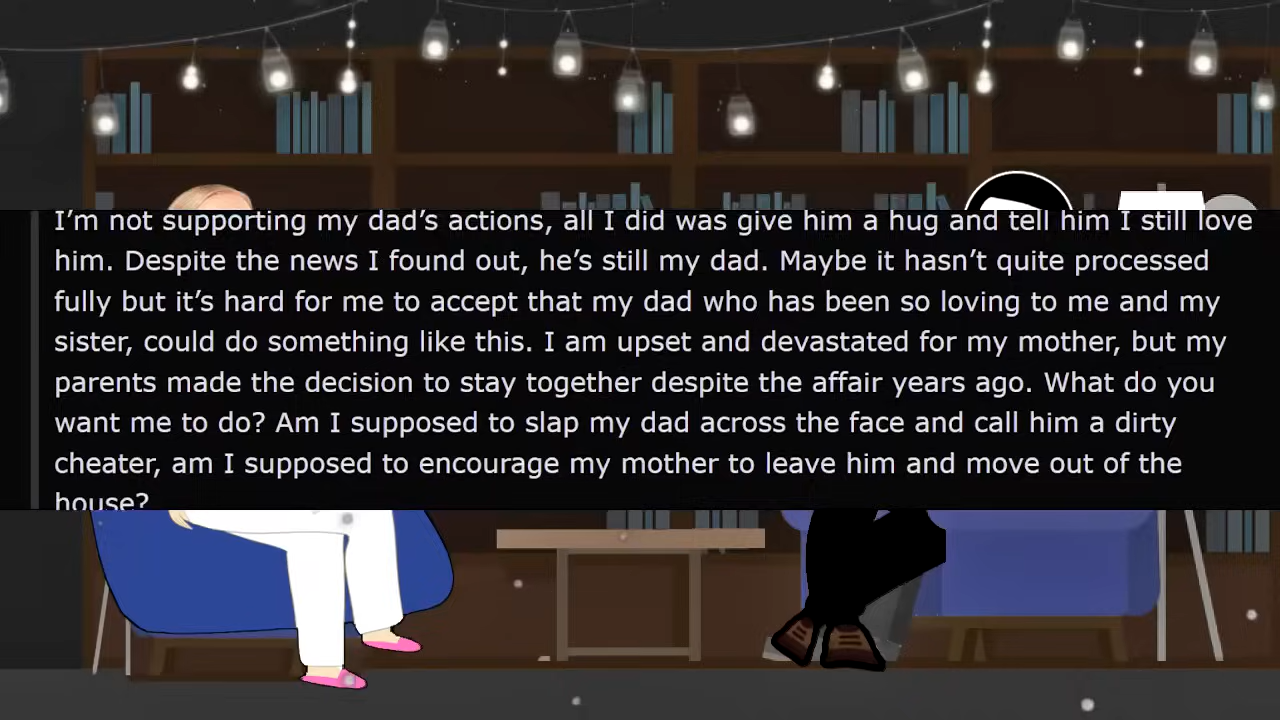 I’m not supporting my dad’s actions, all I did was give him a hug and tell him I still love
him. Despite the news I found out, he’s still my dad. Maybe it hasn’t quite processed
fully but it’s hard for me to accept that my dad who has been so loving to me and my
sister, could do something like this. I am upset and devastated for my mother, but my
parents made the decision to stay together despite the affair years ago. What do you
want me to do? Am I supposed to slap my dad across the face and call him a dirty
cheater, am I supposed to encourage my mother to leave him and move out of the
house?